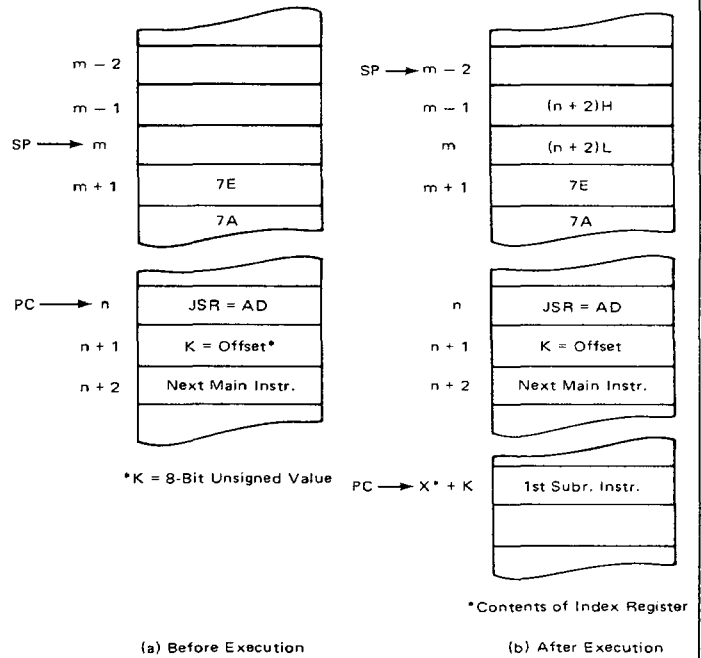 m – 2
m – 1
SP → m
m + 1 7E
7A
PC → n JSR = AD
n + 1 K = Offset*
n + 2 Next Main Instr.
*K = 8-Bit Unsigned Value
(a) Before Execution
SP → m – 2
m – 1 (n + 2)H
m (n + 2)L
m + 1 7E
7A
n JSR = AD
n + 1 K = Offset
n + 2 Next Main Instr.
PC → X* + K 1st Subr. Instr.
*Contents of Index Register
(b) After Execution